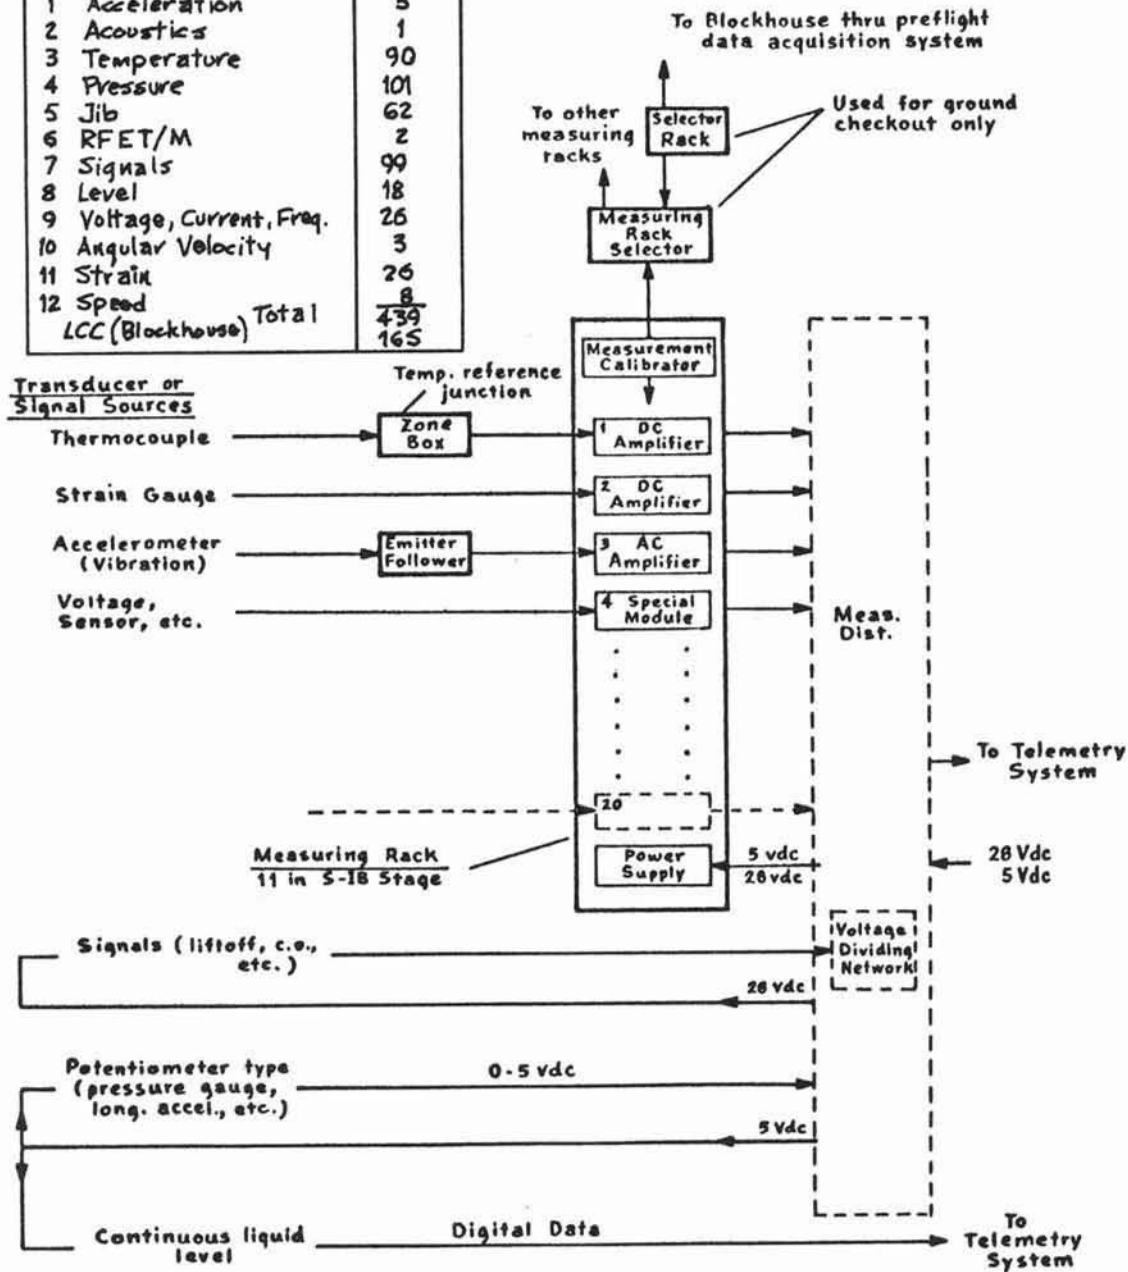 1 Acceleration 3
2 Acoustics 1
3 Temperature 90
4 Pressure 101
5 Jib 62
6 RFET/M 2
7 Signals 99
8 Level 18
9 Voltage, Current, Freq. 26
10 Angular Velocity 3
11 Strain 26
12 Speed 8
Total 439
LCC (Blockhouse) 165
To Blockhouse thru preflight
data acquisition system
To other
measuring
racks
Selector
Rack
Used for ground
checkout only
Measuring
Rack
Selector
Measurement
Calibrator
Transducer or
Signal Sources
Temp. reference
junction
Thermocouple
Zone
Box
1 DC
Amplifier
Strain Gauge
2 DC
Amplifier
Accelerometer
(Vibration)
Emitter
Follower
3 AC
Amplifier
Voltage,
Sensor, etc.
4 Special
Module
Meas.
Dist.
To Telemetry
System
20
Measuring Rack
11 in S-IB Stage
Power
Supply
5 vdc
28 vdc
28 Vdc
5 Vdc
Signals (liftoff, c.o.,
etc.)
Voltage
Dividing
Network
28 vdc
Potentiometer type
(pressure gauge,
long. accel., etc.)
0-5 vdc
5 vdc
Continuous liquid
level
Digital Data
To
Telemetry
System